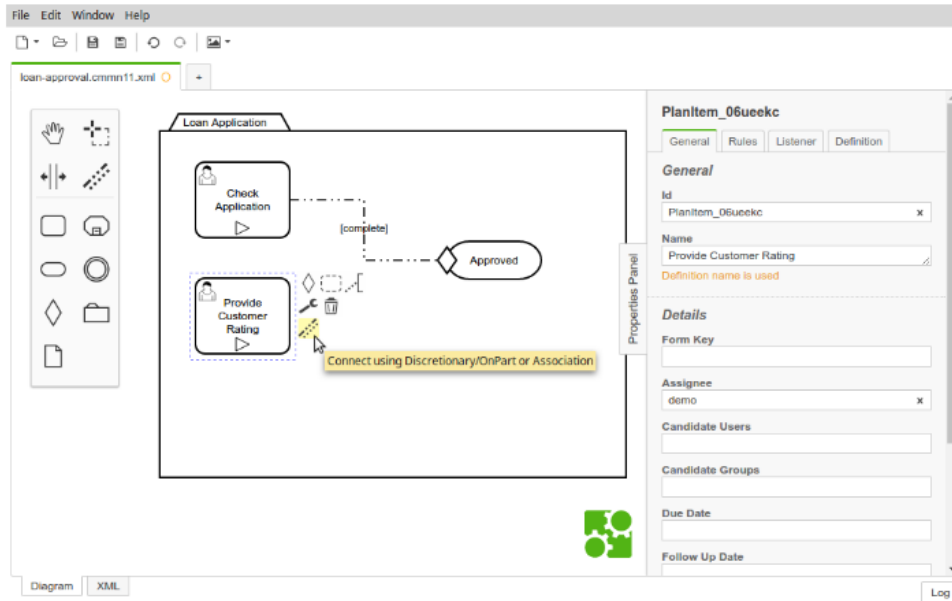 File Edit Window Help
loan-approval.cmmn11.xml
+
Loan Application
Check
Application
[complete]
Approved
Provide
Customer
Rating
Connect using Discretionary/OnPart or Association
Properties Panel
PlanItem_06ueekc
General Rules Listener Definition
General
Id
PlanItem_06ueekc x
Name
Provide Customer Rating
Definition name is used
Details
Form Key
Assignee
demo x
Candidate Users
Candidate Groups
Due Date
Follow Up Date
Diagram XML
Log